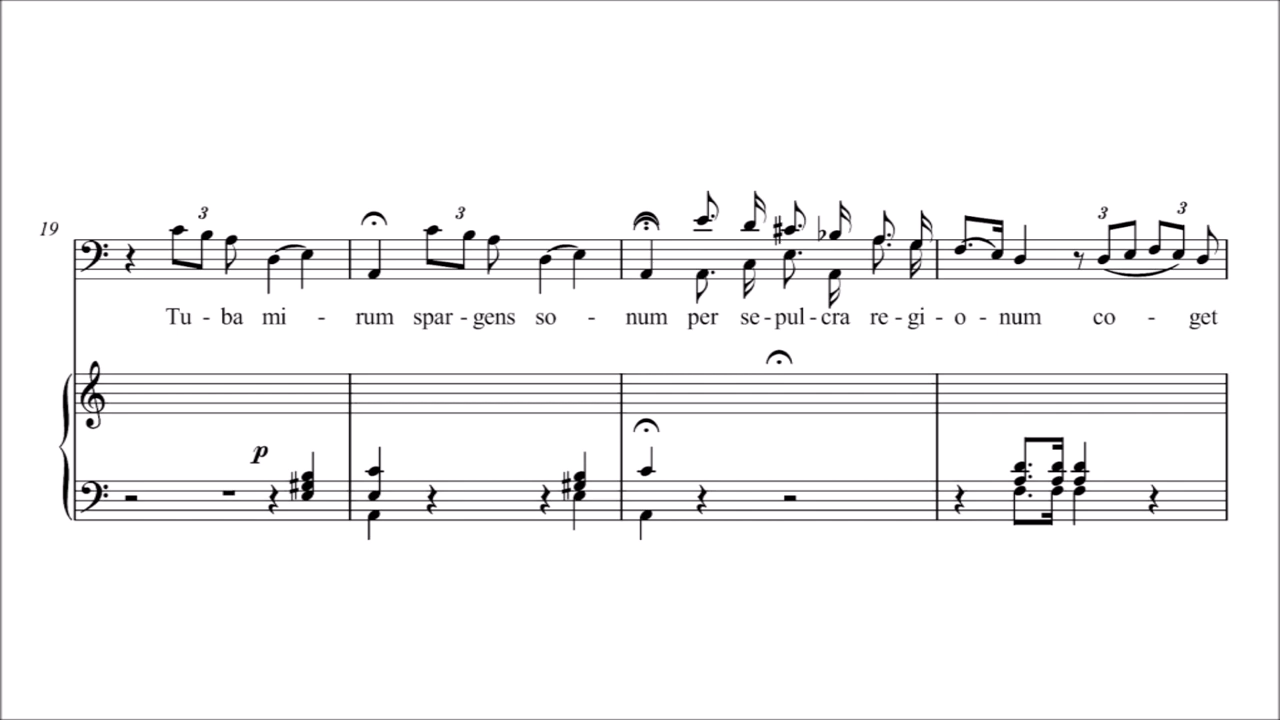 19
3 3 3 3
Tu - ba mi - rum spar - gens so - num per se - pul - cra re - gi - o - num co - get
p